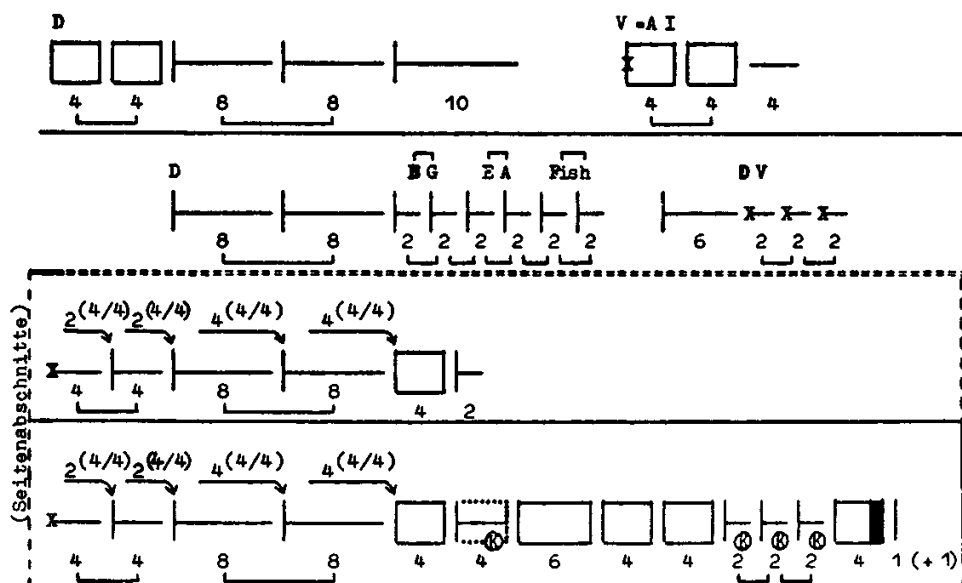 D V =A I
4 4 8 8 10 4 4 4
D G E A Fish D V
8 8 2 2 2 2 2 2 6 2 2 2
(Seitenabschnitte)
2(4/4) 2(4/4) 4(4/4) 4(4/4)
X
4 4 8 8 4 2
2(4/4) 2(4/4) 4(4/4) 4(4/4)
X
K K K K
4 4 8 8 4 4 6 4 4 2 2 2 4 1 (+ 1)